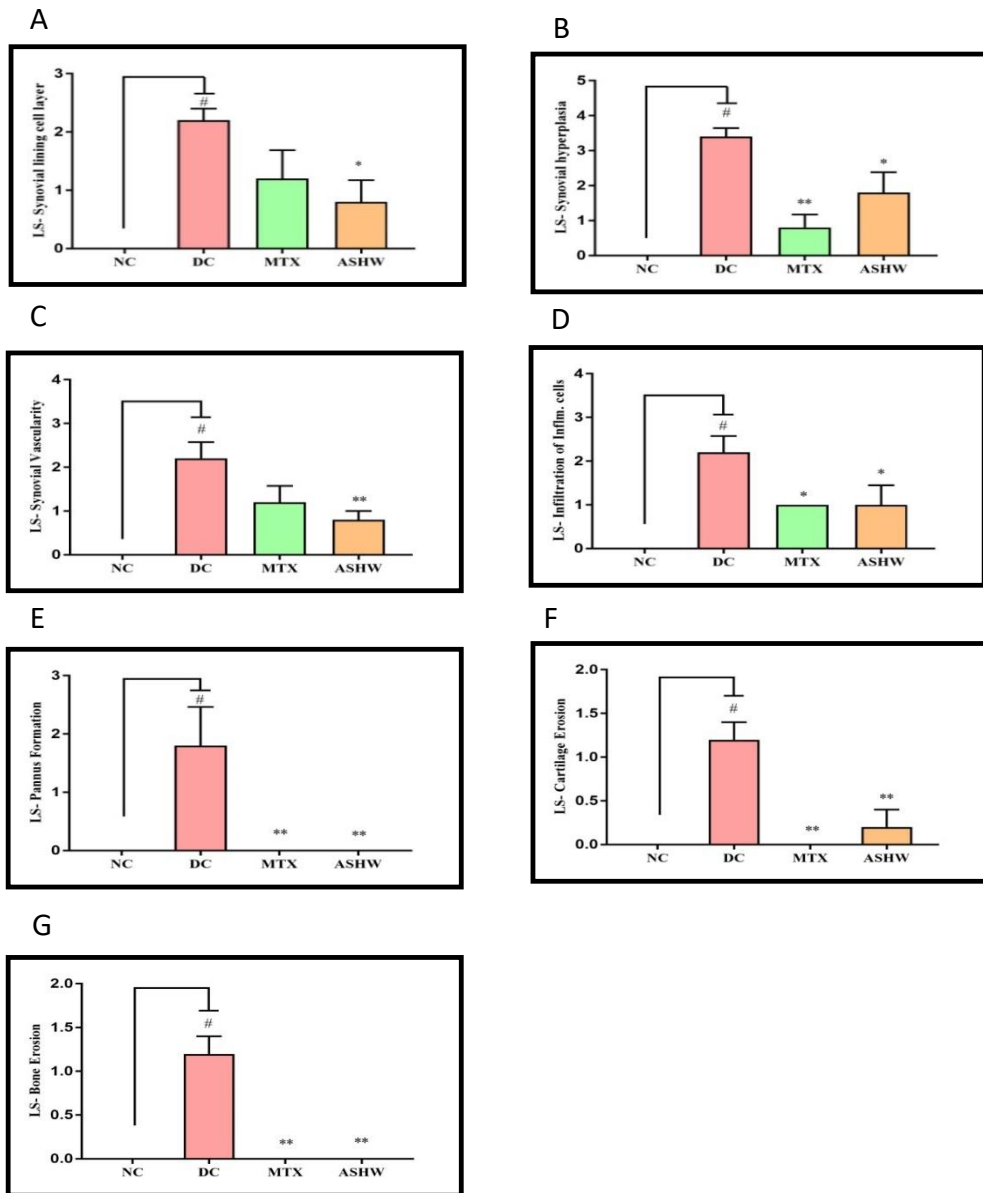 A
LS- Synovial lining cell layer
3
2
1
0
#
*
NC DC MTX ASHW
B
LS- Synovial hyperplasia
5
4
3
2
1
0
#
**
*
NC DC MTX ASHW
C
LS- Synovial Vascularity
4
3
2
1
0
#
**
NC DC MTX ASHW
D
LS- Infiltration of Inflm. cells
4
3
2
1
0
#
*
*
NC DC MTX ASHW
E
LS- Pannus Formation
3
2
1
0
#
** **
NC DC MTX ASHW
F
LS- Cartilage Erosion
2.0
1.5
1.0
0.5
0.0
#
**
**
NC DC MTX ASHW
G
LS- Bone Erosion
2.0
1.5
1.0
0.5
0.0
#
** **
NC DC MTX ASHW